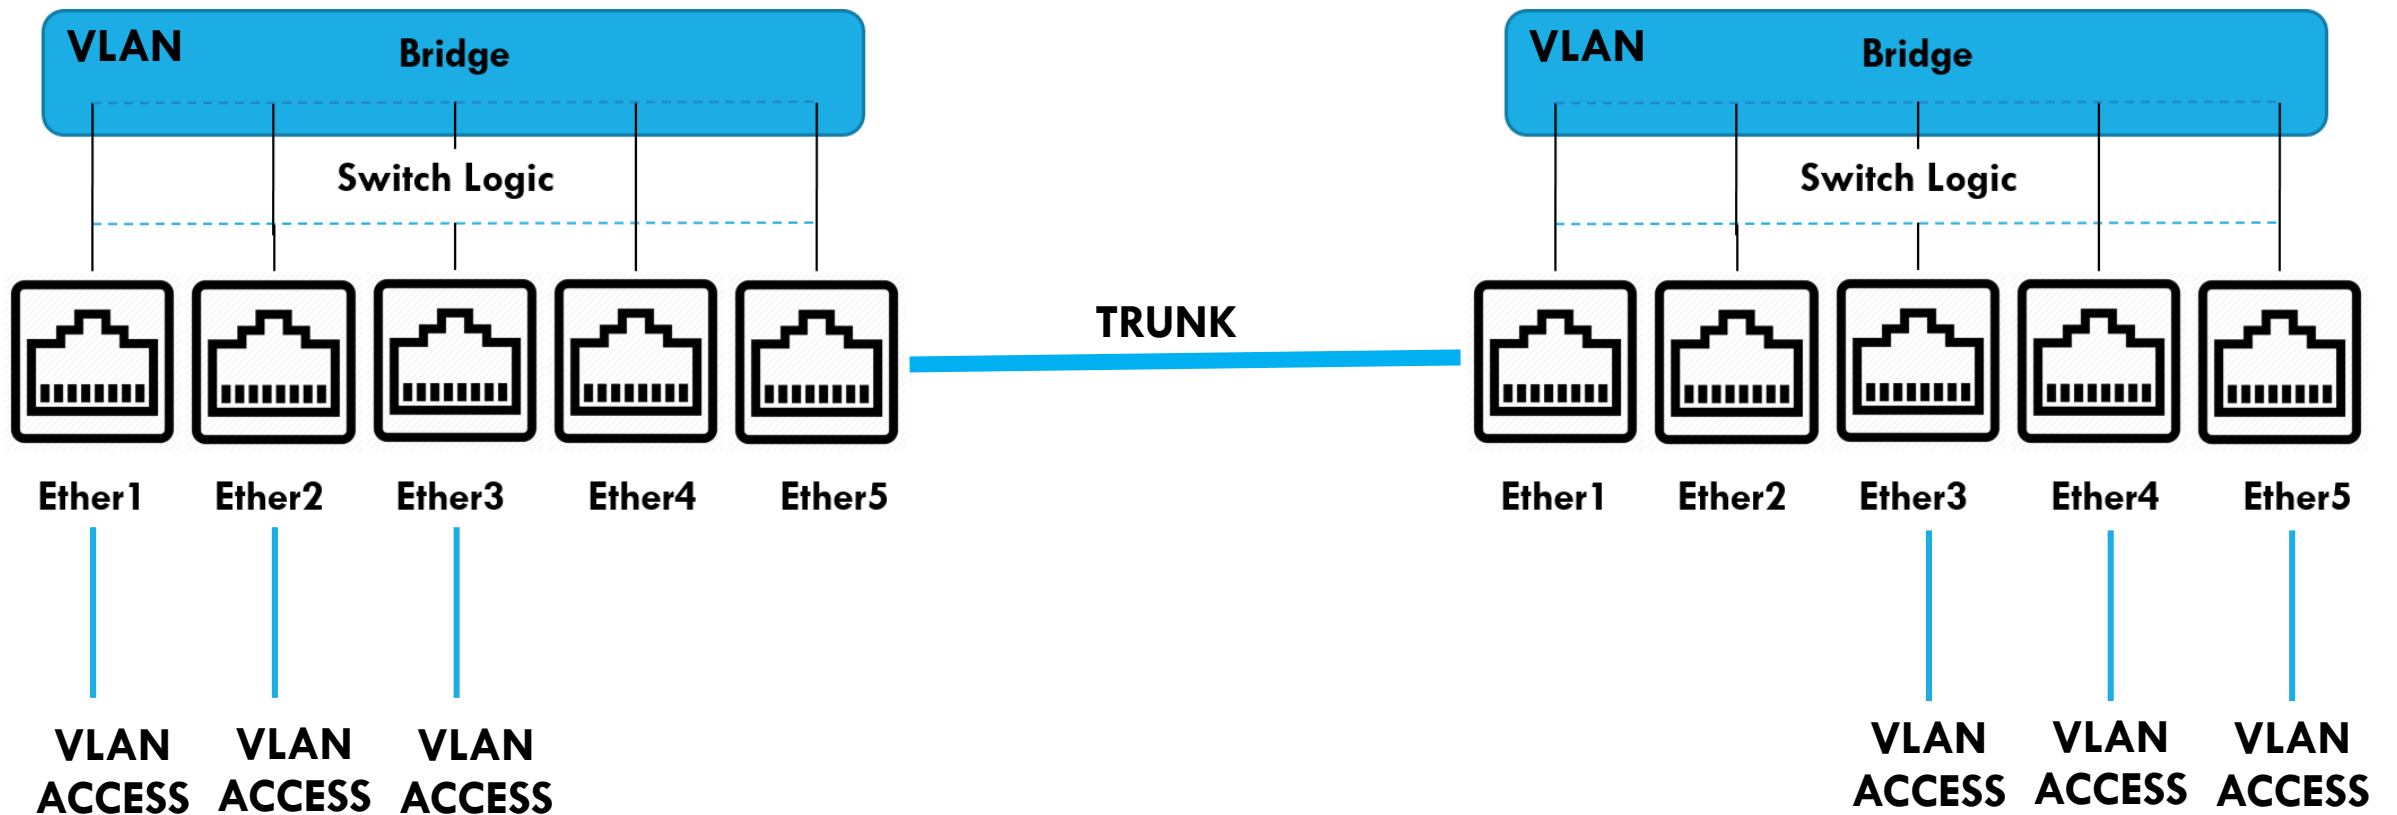 VLAN
Bridge
Switch Logic
Ether1
Ether2
Ether3
Ether4
Ether5
VLAN
ACCESS
VLAN
ACCESS
VLAN
ACCESS
TRUNK
VLAN
Bridge
Switch Logic
Ether1
Ether2
Ether3
Ether4
Ether5
VLAN
ACCESS
VLAN
ACCESS
VLAN
ACCESS